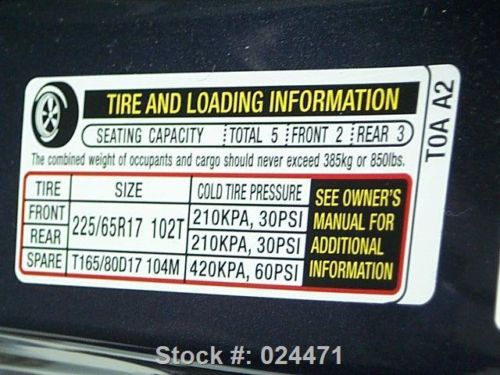 TIRE AND LOADING INFORMATION
SEATING CAPACITY TOTAL 5 FRONT 2 REAR 3
The combined weight of occupants and cargo should never exceed 385kg or 850lbs.
TIRE SIZE COLD TIRE PRESSURE
FRONT 225/65R17 102T 210KPA, 30PSI
REAR 210KPA, 30PSI
SPARE T165/80D17 104M 420KPA, 60PSI
SEE OWNER'S
MANUAL FOR
ADDITIONAL
INFORMATION
T0A A2
Stock #: 024471